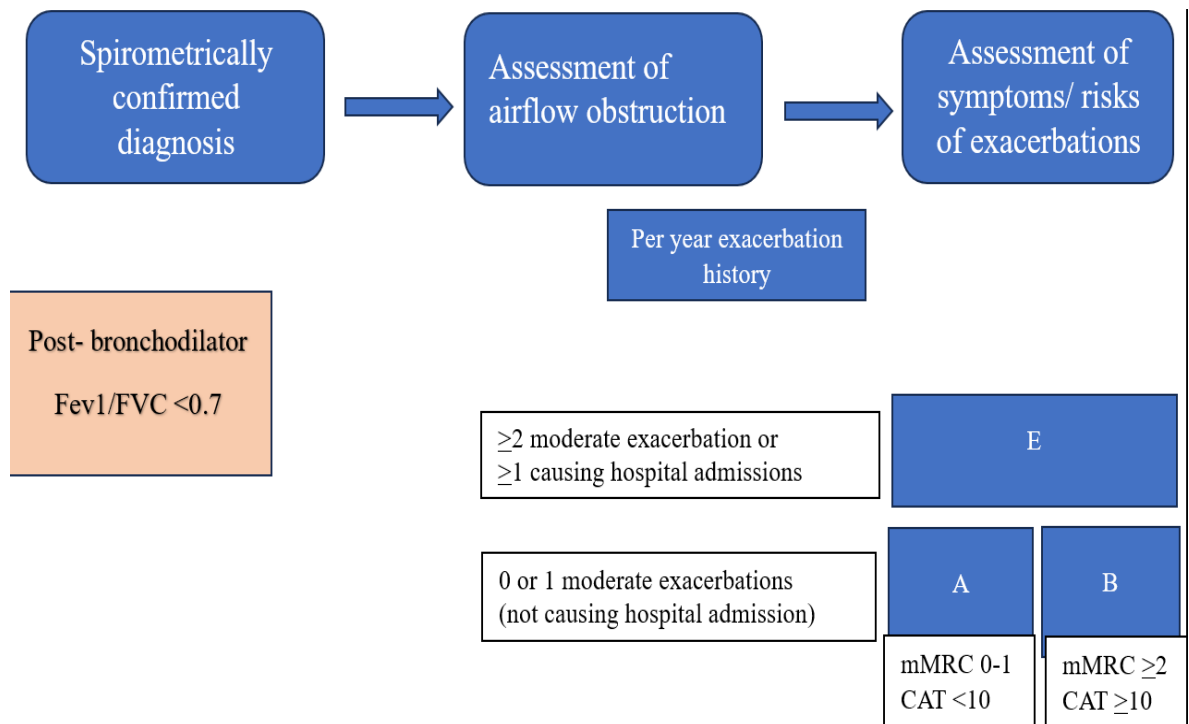 Spirometrically
confirmed
diagnosis
Assessment of
airflow obstruction
Assessment of
symptoms/ risks
of exacerbations
Per year exacerbation
history
Post- bronchodilator
Fev1/FVC <0.7
≥2 moderate exacerbation or
≥1 causing hospital admissions
E
0 or 1 moderate exacerbations
(not causing hospital admission)
A
B
mMRC 0-1
CAT <10
mMRC ≥2
CAT ≥10